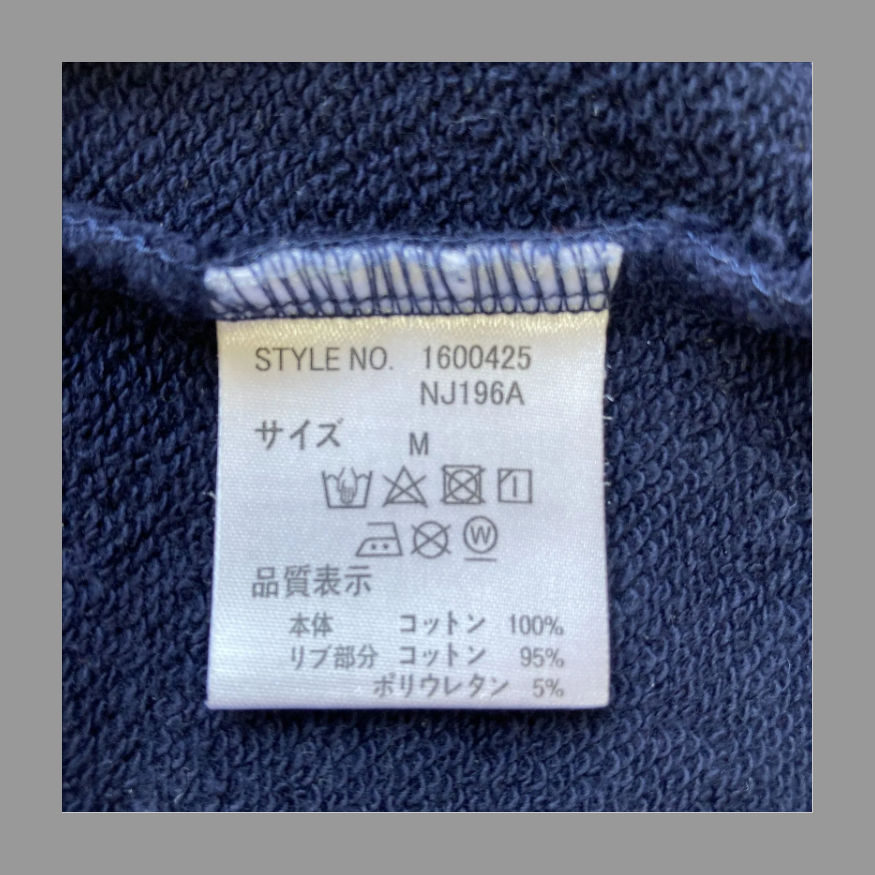 STYLE NO. 1600425
NJ196A
サイズ M
W
品質表示
本体 コットン 100%
リブ部分 コットン 95%
ポリウレタン 5%